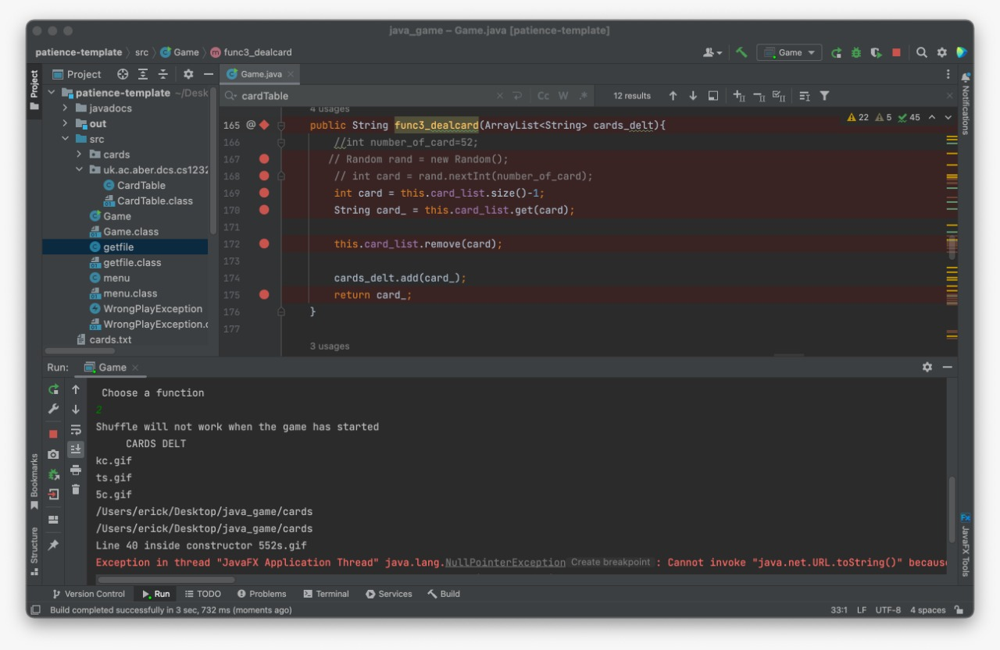 java_game – Game.java [patience-template]
patience-template src Game func3_dealcard
Game
Project
Game.java
cardTable
Cc W .*
12 results
Project
patience-template ~/Desk
javadocs
out
src
cards
uk.ac.aber.dcs.cs1232
CardTable
CardTable.class
Game
Game.class
getfile
getfile.class
menu
menu.class
WrongPlayException
WrongPlayException.c
cards.txt
4 usages
22 5 45
165 @ public String func3_dealcard(ArrayList<String> cards_delt){
166 //int number_of_card=52;
167 // Random rand = new Random();
168 // int card = rand.nextInt(number_of_card);
169 int card = this.card_list.size()-1;
170 String card_ = this.card_list.get(card);
171
172 this.card_list.remove(card);
173
174 cards_delt.add(card_);
175 return card_;
176 }
177
3 usages
Notifications
Run: Game
Choose a function
2
Shuffle will not work when the game has started
CARDS DELT
kc.gif
ts.gif
5c.gif
/Users/erick/Desktop/java_game/cards
/Users/erick/Desktop/java_game/cards
Line 40 inside constructor 552s.gif
Exception in thread "JavaFX Application Thread" java.lang.NullPointerException Create breakpoint : Cannot invoke "java.net.URL.toString()" becaus
Bookmarks
Structure
Fx
JavaFX Tools
Version Control Run TODO Problems Terminal Services Build
Build completed successfully in 3 sec, 732 ms (moments ago)
33:1 LF UTF-8 4 spaces